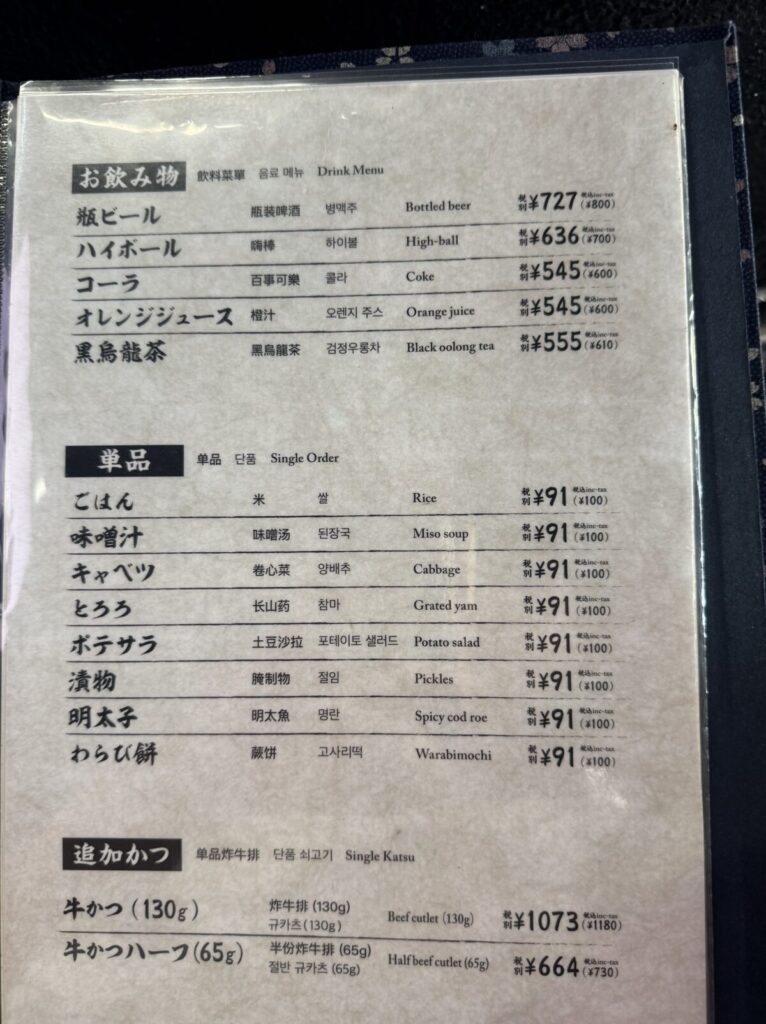 お飲み物 飲料菜單 음료 메뉴 Drink Menu
瓶ビール 瓶装啤酒 병맥주 Bottled beer 税別 ¥727 税込inc-tax (¥800)
ハイボール 嗨棒 하이볼 High-ball 税別 ¥636 税込inc-tax (¥700)
コーラ 百事可樂 콜라 Coke 税別 ¥545 税込inc-tax (¥600)
オレンジジュース 橙汁 오렌지 주스 Orange juice 税別 ¥545 税込inc-tax (¥600)
黒烏龍茶 黑烏龍茶 검정우롱차 Black oolong tea 税別 ¥555 税込inc-tax (¥610)
単品 单品 단품 Single Order
ごはん 米 쌀 Rice 税別 ¥91 税込inc-tax (¥100)
味噌汁 味噌汤 된장국 Miso soup 税別 ¥91 税込inc-tax (¥100)
キャベツ 卷心菜 양배추 Cabbage 税別 ¥91 税込inc-tax (¥100)
とろろ 长山药 참마 Grated yam 税別 ¥91 税込inc-tax (¥100)
ポテサラ 土豆沙拉 포테이토 샐러드 Potato salad 税別 ¥91 税込inc-tax (¥100)
漬物 腌制物 절임 Pickles 税別 ¥91 税込inc-tax (¥100)
明太子 明太魚 명란 Spicy cod roe 税別 ¥91 税込inc-tax (¥100)
わらび餅 蕨饼 고사리떡 Warabimochi 税別 ¥91 税込inc-tax (¥100)
追加かつ 单品炸牛排 단품 쇠고기 Single Katsu
牛かつ (130g) 炸牛排 (130g) 규카츠 (130g) Beef cutlet (130g) 税別 ¥1073 税込inc-tax (¥1180)
牛かつハーフ (65g) 半份炸牛排 (65g) 절반 규카츠 (65g) Half beef cutlet (65g) 税別 ¥664 税込inc-tax (¥730)